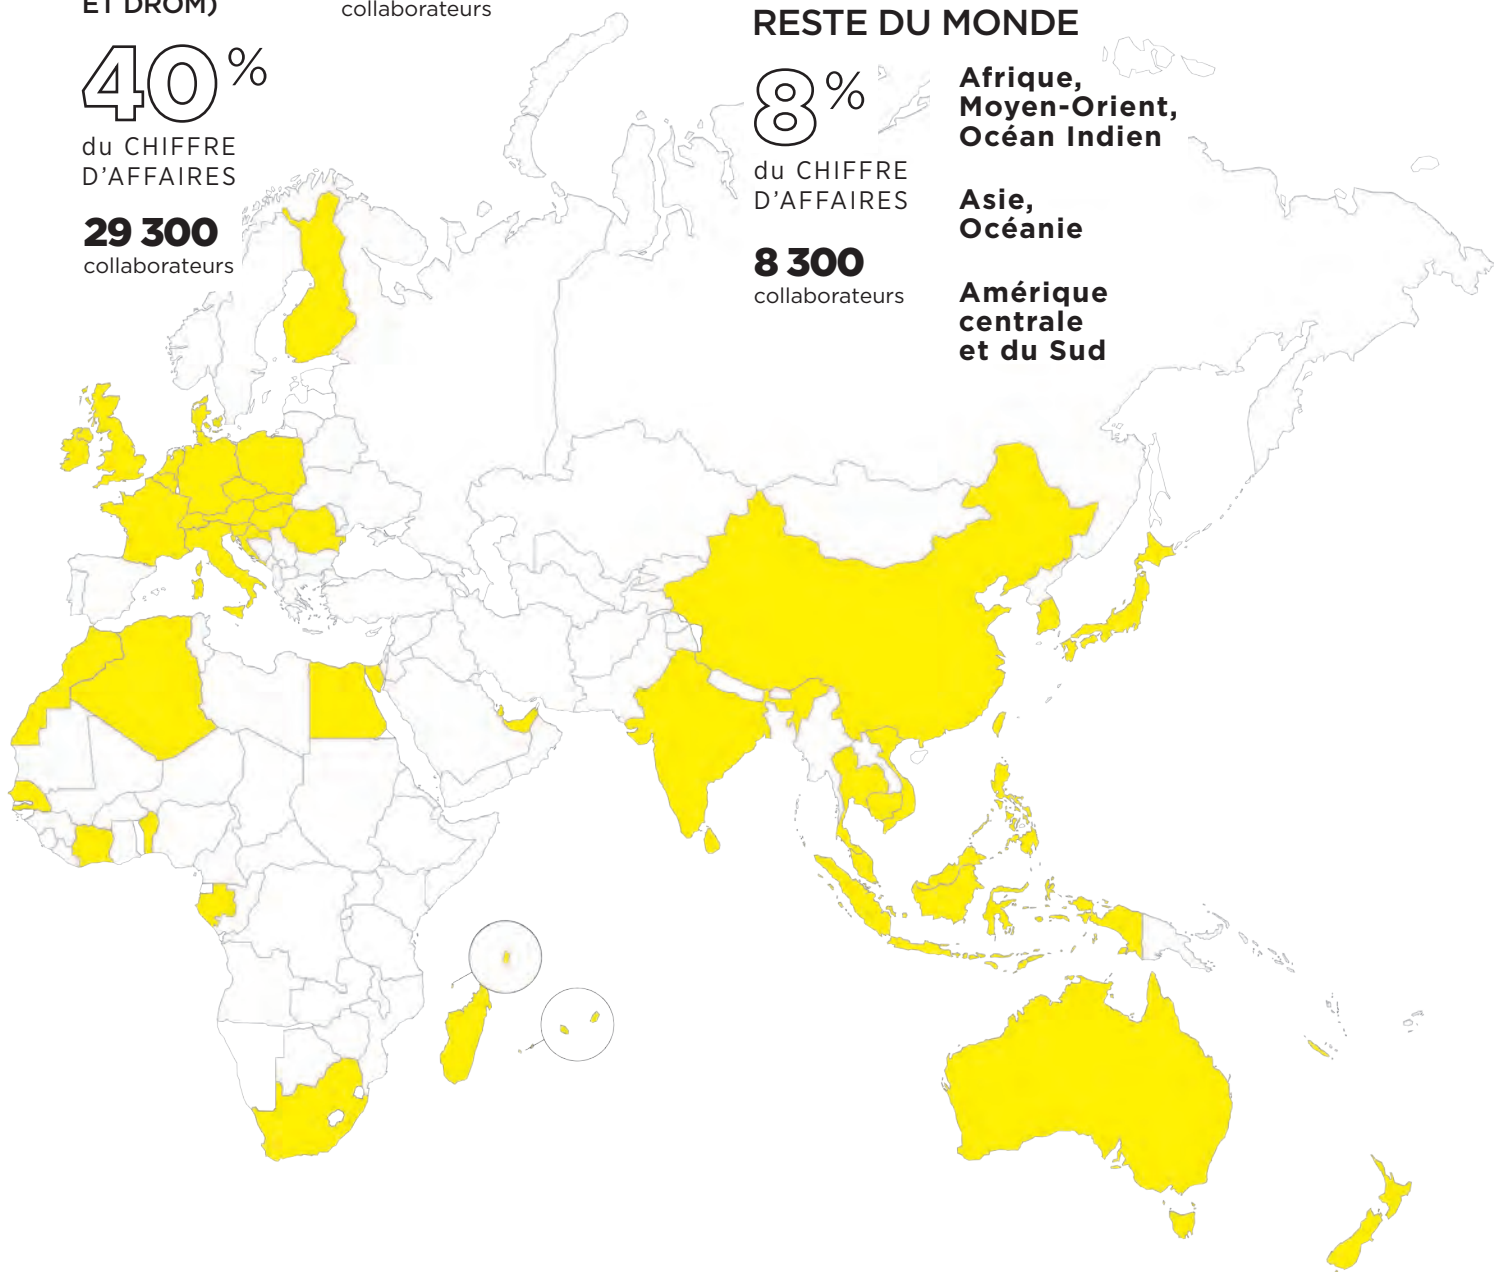 ET DROM)
40%
du CHIFFRE
D'AFFAIRES
29 300
collaborateurs
collaborateurs
RESTE DU MONDE
8%
du CHIFFRE
D'AFFAIRES
8 300
collaborateurs
Afrique,
Moyen-Orient,
Océan Indien
Asie,
Océanie
Amérique
centrale
et du Sud